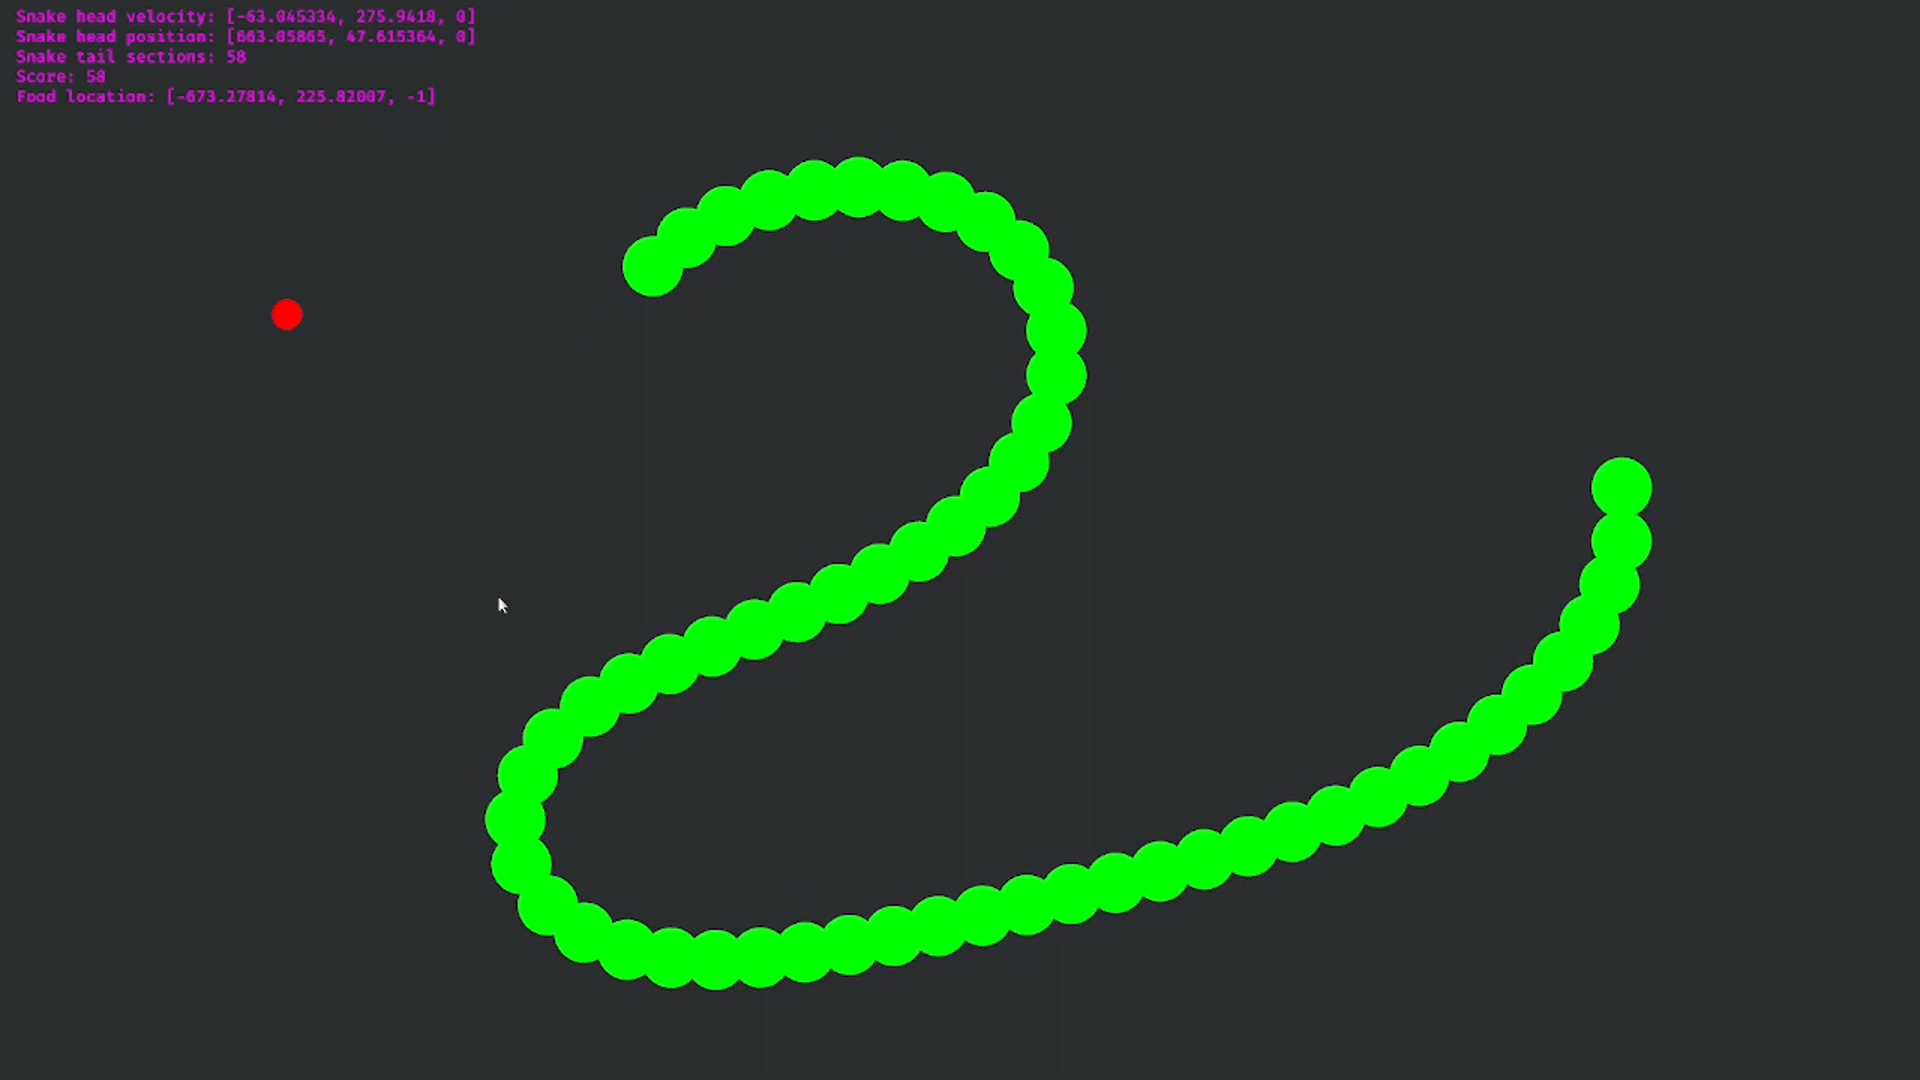 Snake head velocity: [-63.045334, 275.9418, 0]
Snake head position: [663.05865, 47.615364, 0]
Snake tail sections: 58
Score: 58
Food location: [-673.27814, 225.82007, -1]